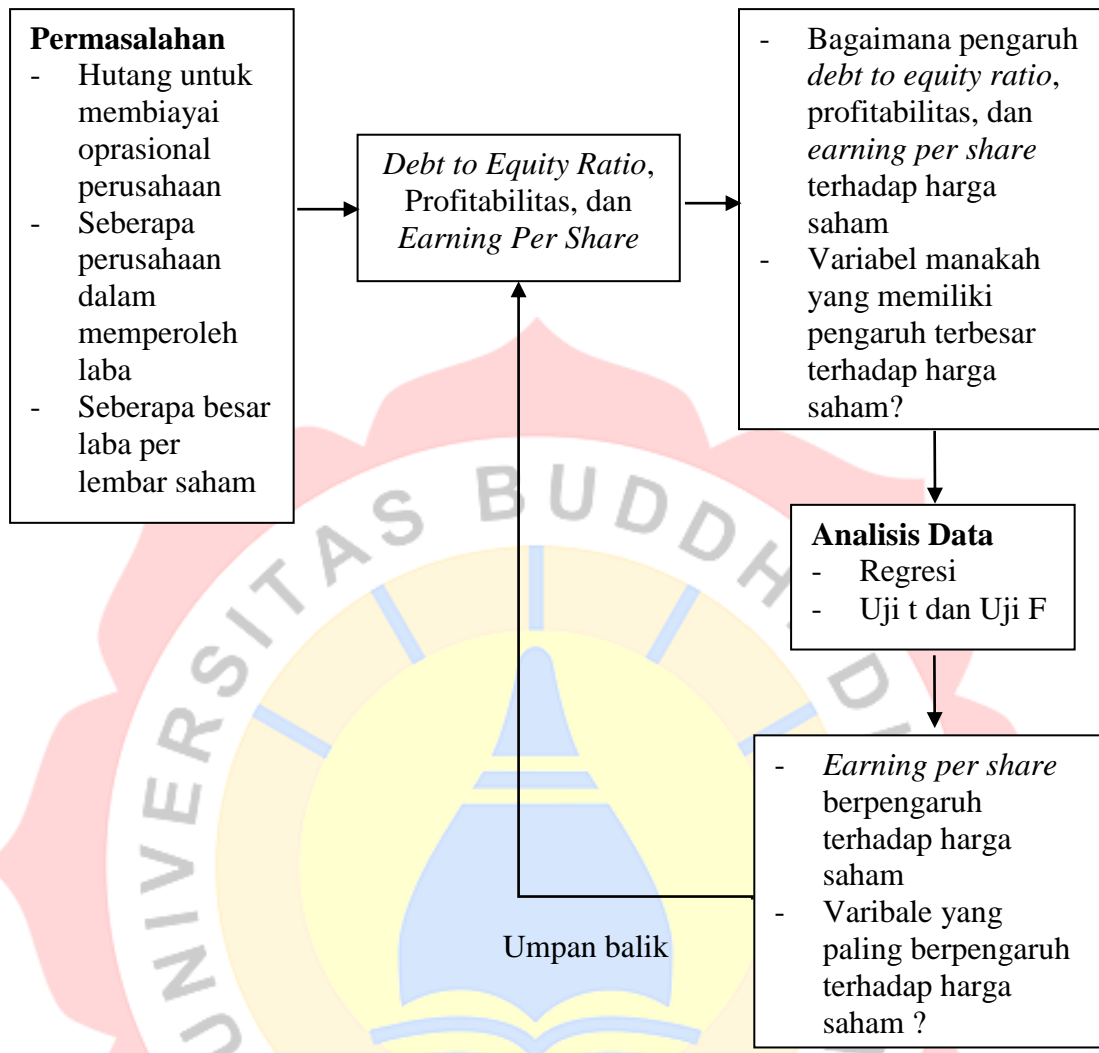 Permasalahan
- Hutang untuk
membiayai
oprasional
perusahaan
- Seberapa
perusahaan
dalam
memperoleh
laba
- Seberapa besar
laba per
lembar saham
Debt to Equity Ratio,
Profitabilitas, dan
Earning Per Share
- Bagaimana pengaruh
debt to equity ratio,
profitabilitas, dan
earning per share
terhadap harga
saham
- Variabel manakah
yang memiliki
pengaruh terbesar
terhadap harga
saham?
Analisis Data
- Regresi
- Uji t dan Uji F
- Earning per share
berpengaruh
terhadap harga
saham
- Varibale yang
paling berpengaruh
terhadap harga
saham ?
Umpan balik
UNIVERSITAS BUDDHI